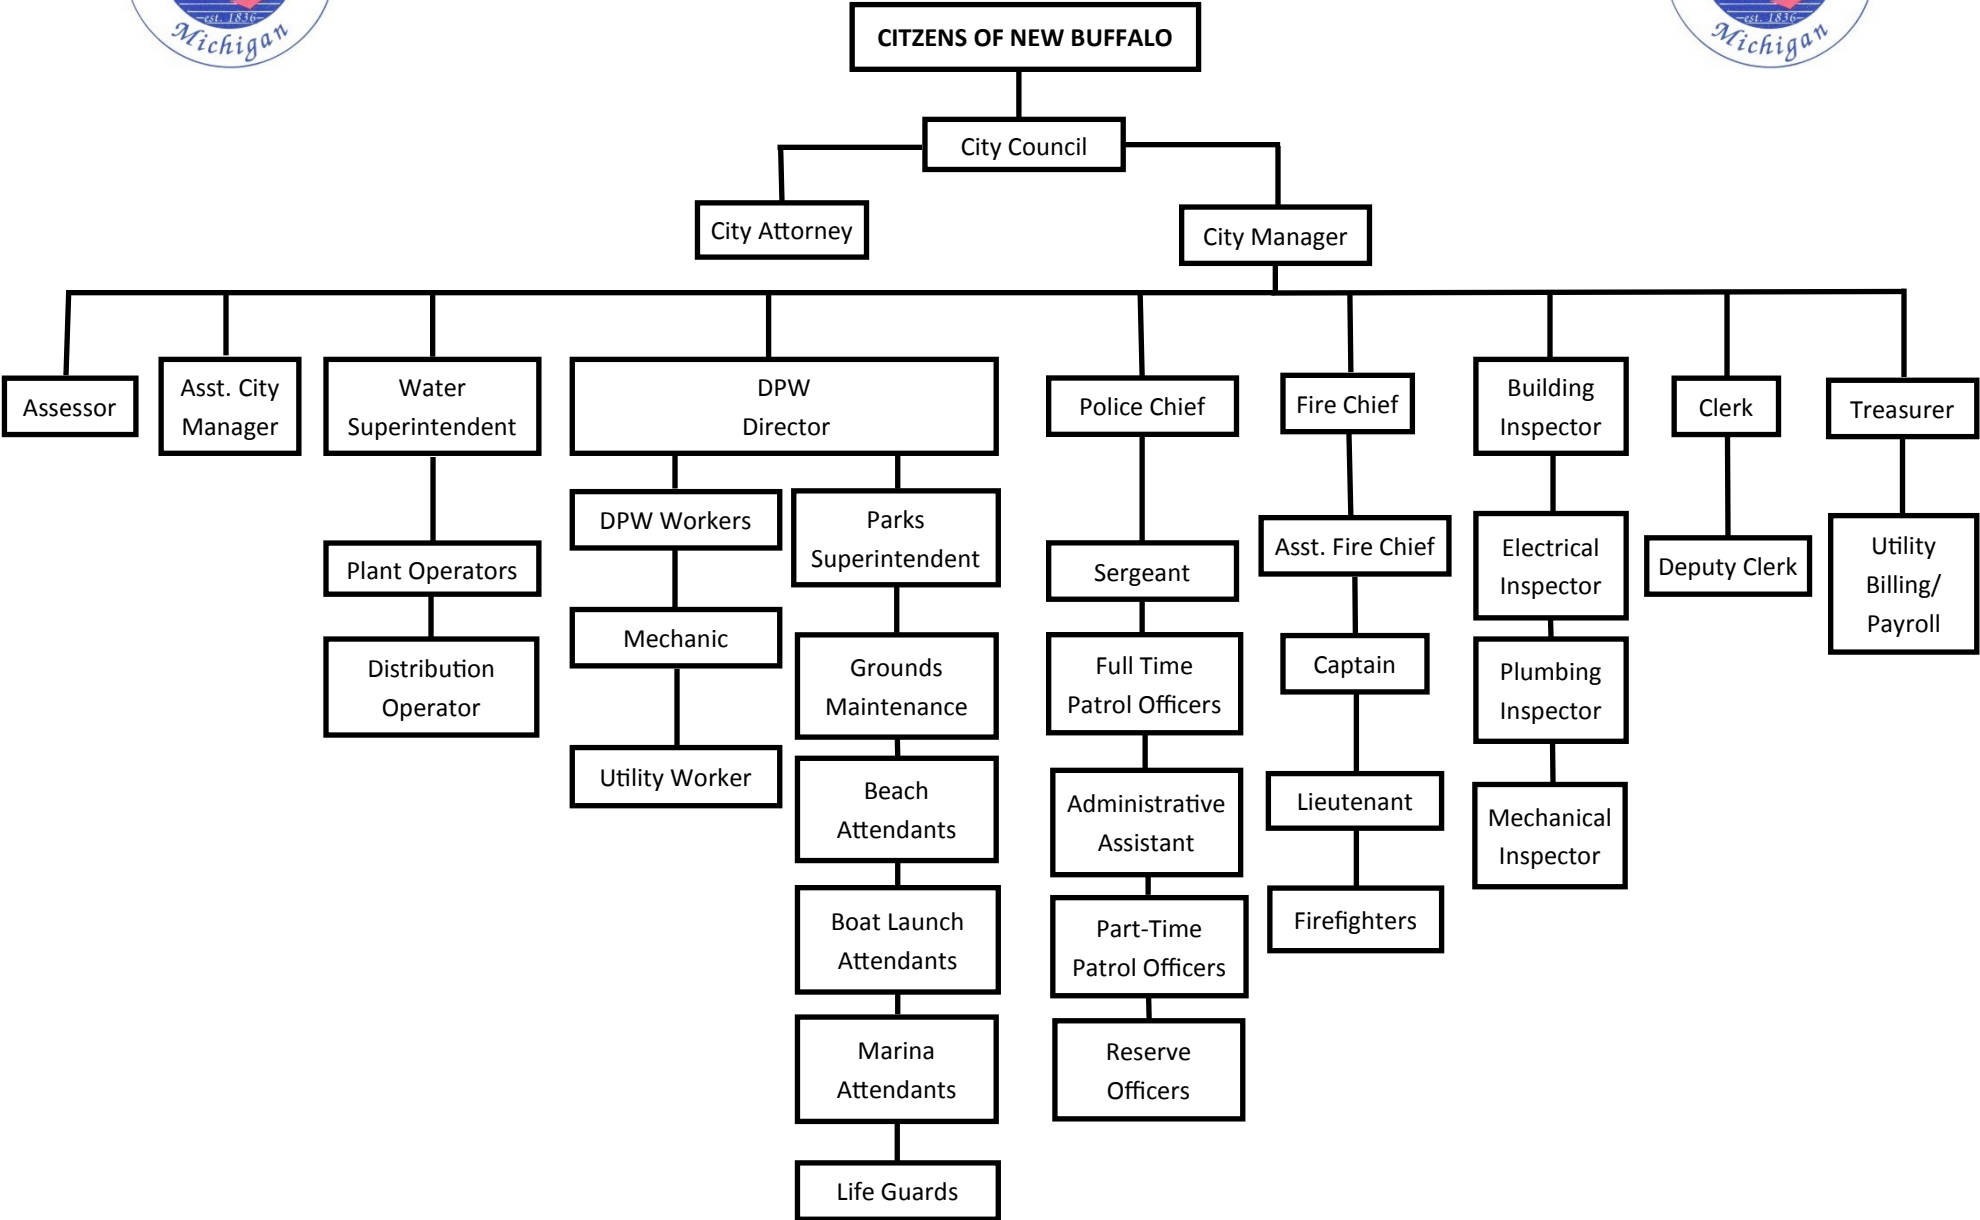 est. 1836
Michigan
est. 1836
Michigan
CITZENS OF NEW BUFFALO
City Council
City Attorney
City Manager
Assessor
Asst. City
Manager
Water
Superintendent
Plant Operators
Distribution
Operator
DPW
Director
DPW Workers
Mechanic
Utility Worker
Parks
Superintendent
Grounds
Maintenance
Beach
Attendants
Boat Launch
Attendants
Marina
Attendants
Life Guards
Police Chief
Sergeant
Full Time
Patrol Officers
Administrative
Assistant
Part-Time
Patrol Officers
Reserve
Officers
Fire Chief
Asst. Fire Chief
Captain
Lieutenant
Firefighters
Building
Inspector
Electrical
Inspector
Plumbing
Inspector
Mechanical
Inspector
Clerk
Deputy Clerk
Treasurer
Utility
Billing/
Payroll